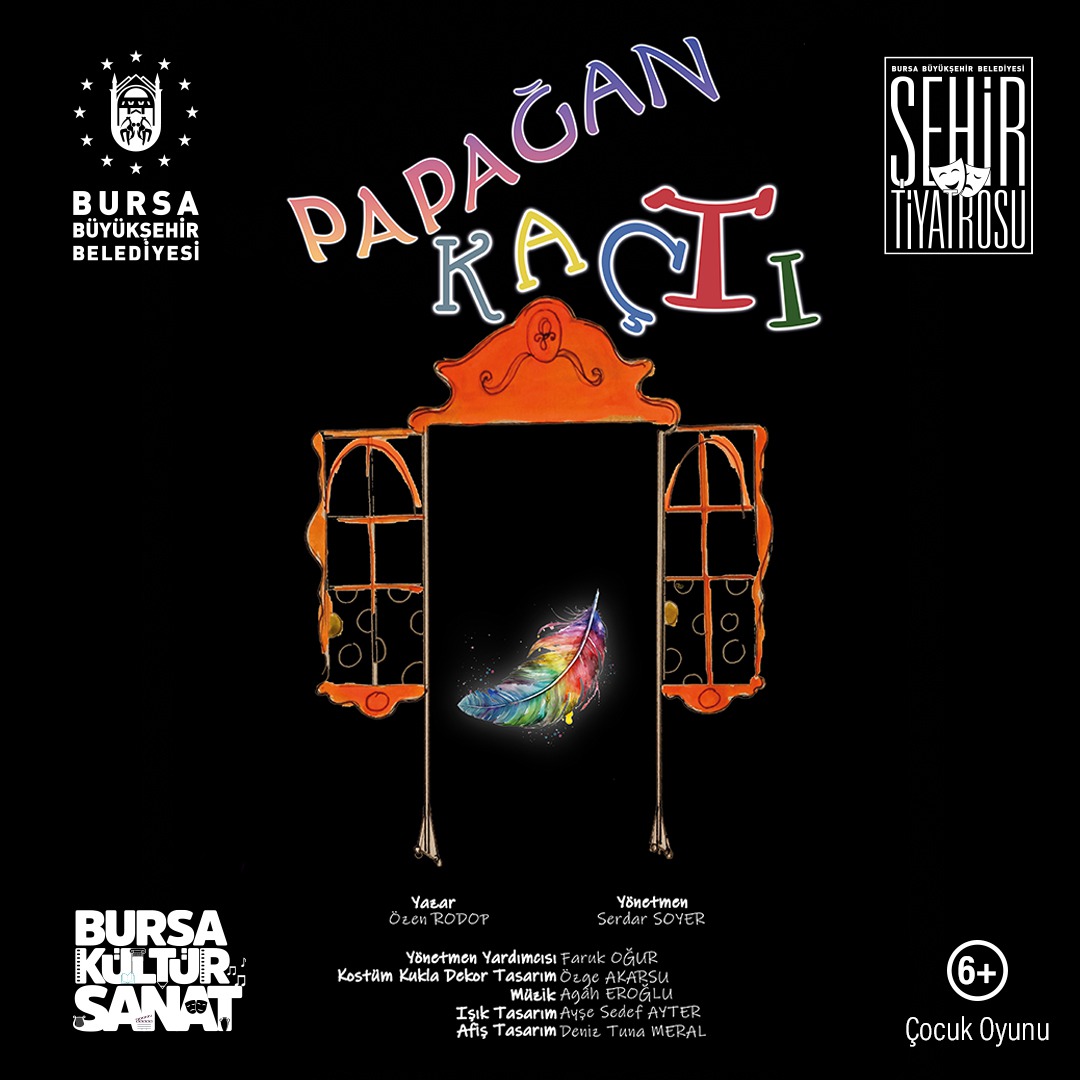 BURSA
BÜYÜKŞEHİR
BELEDİYESİ
PAPAĞAN
KAÇTI
BURSA BÜYÜKŞEHİR BELEDİYESİ
ŞEHİR
TİYATROSU
Yazar
Özen RODOP
Yönetmen
Serdar SOYER
Yönetmen Yardımcısı Faruk OĞUR
Kostüm Kukla Dekor Tasarım Özge AKARSU
Müzik Agâh EROĞLU
Işık Tasarım Ayşe Sedef AYTER
Afiş Tasarım Deniz Tuna MERAL
BURSA
KÜLTÜR
SANAT
6+
Çocuk Oyunu